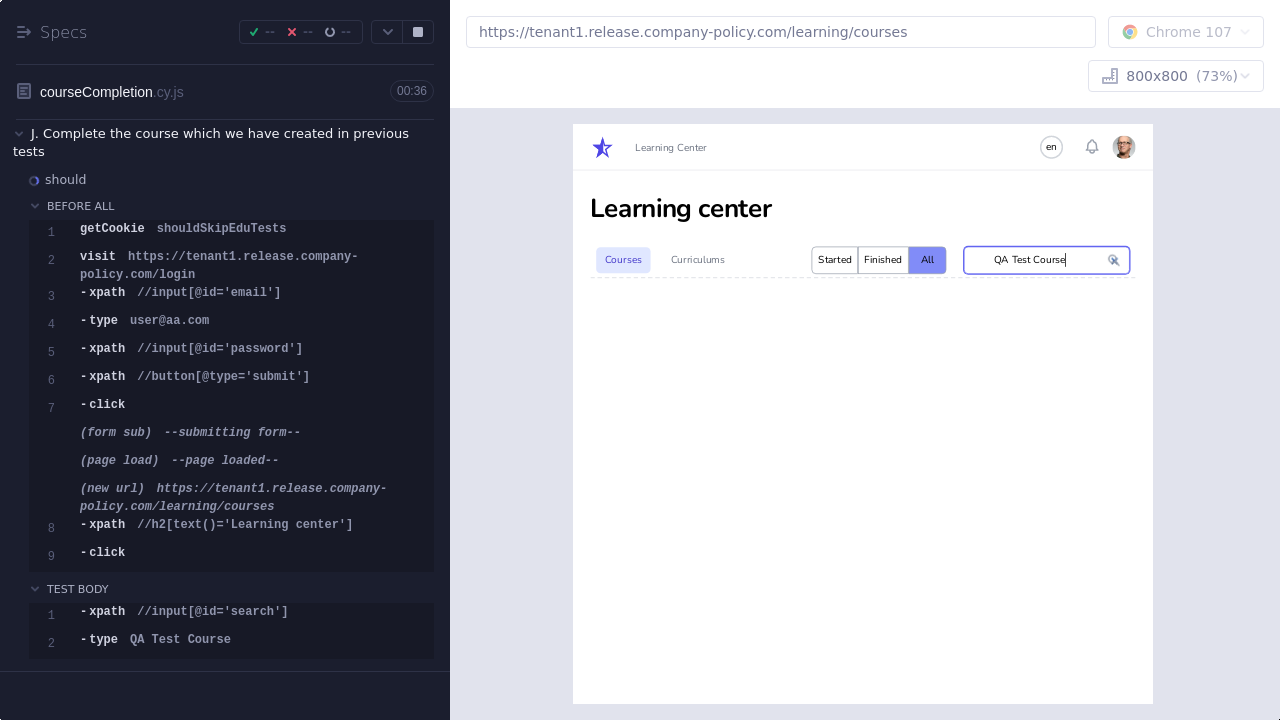 Specs
--
--
--
courseCompletion.cy.js
00:36
J. Complete the course which we have created in previous
tests
should
BEFORE ALL
1 getCookie shouldSkipEduTests
2 visit https://tenant1.release.company-
policy.com/login
3 -xpath //input[@id='email']
4 -type user@aa.com
5 -xpath //input[@id='password']
6 -xpath //button[@type='submit']
7 -click
(form sub) --submitting form--
(page load) --page loaded--
(new url) https://tenant1.release.company-
policy.com/learning/courses
8 -xpath //h2[text()='Learning center']
9 -click
TEST BODY
1 -xpath //input[@id='search']
2 -type QA Test Course
https://tenant1.release.company-policy.com/learning/courses
Chrome 107
800x800 (73%)
Learning Center
en
Learning center
Courses
Curriculums
Started
Finished
All
QA Test Course